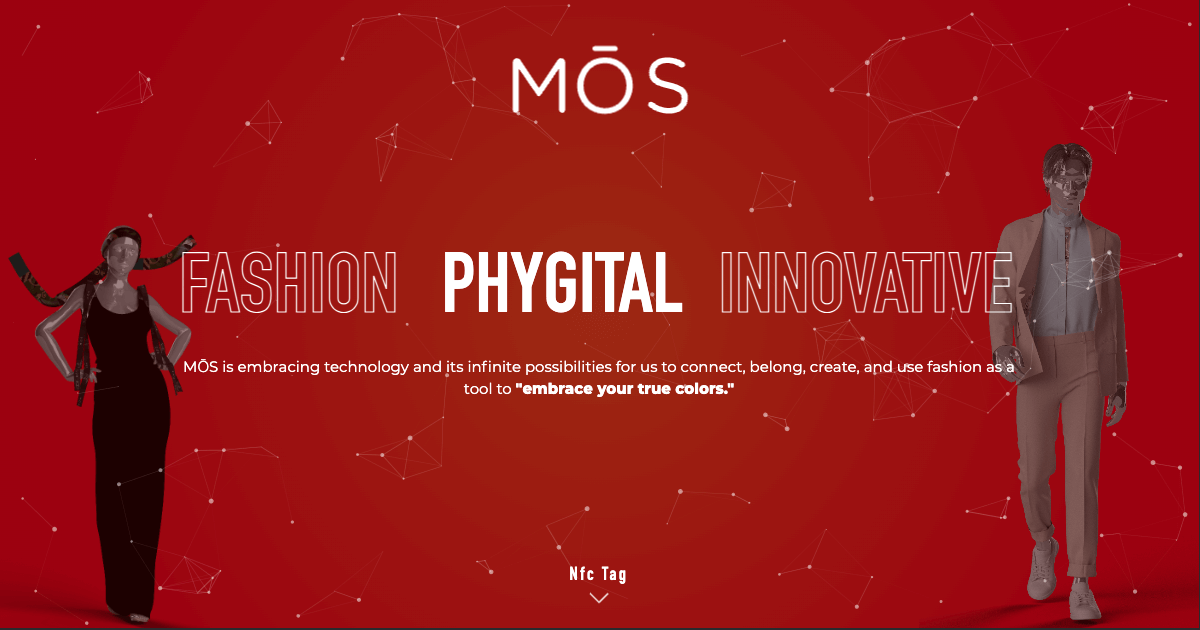 MŌS
FASHION PHYGITAL INNOVATIVE
MŌS is embracing technology and its infinite possibilities for us to connect, belong, create, and use fashion as a
tool to "embrace your true colors."
Nfc Tag